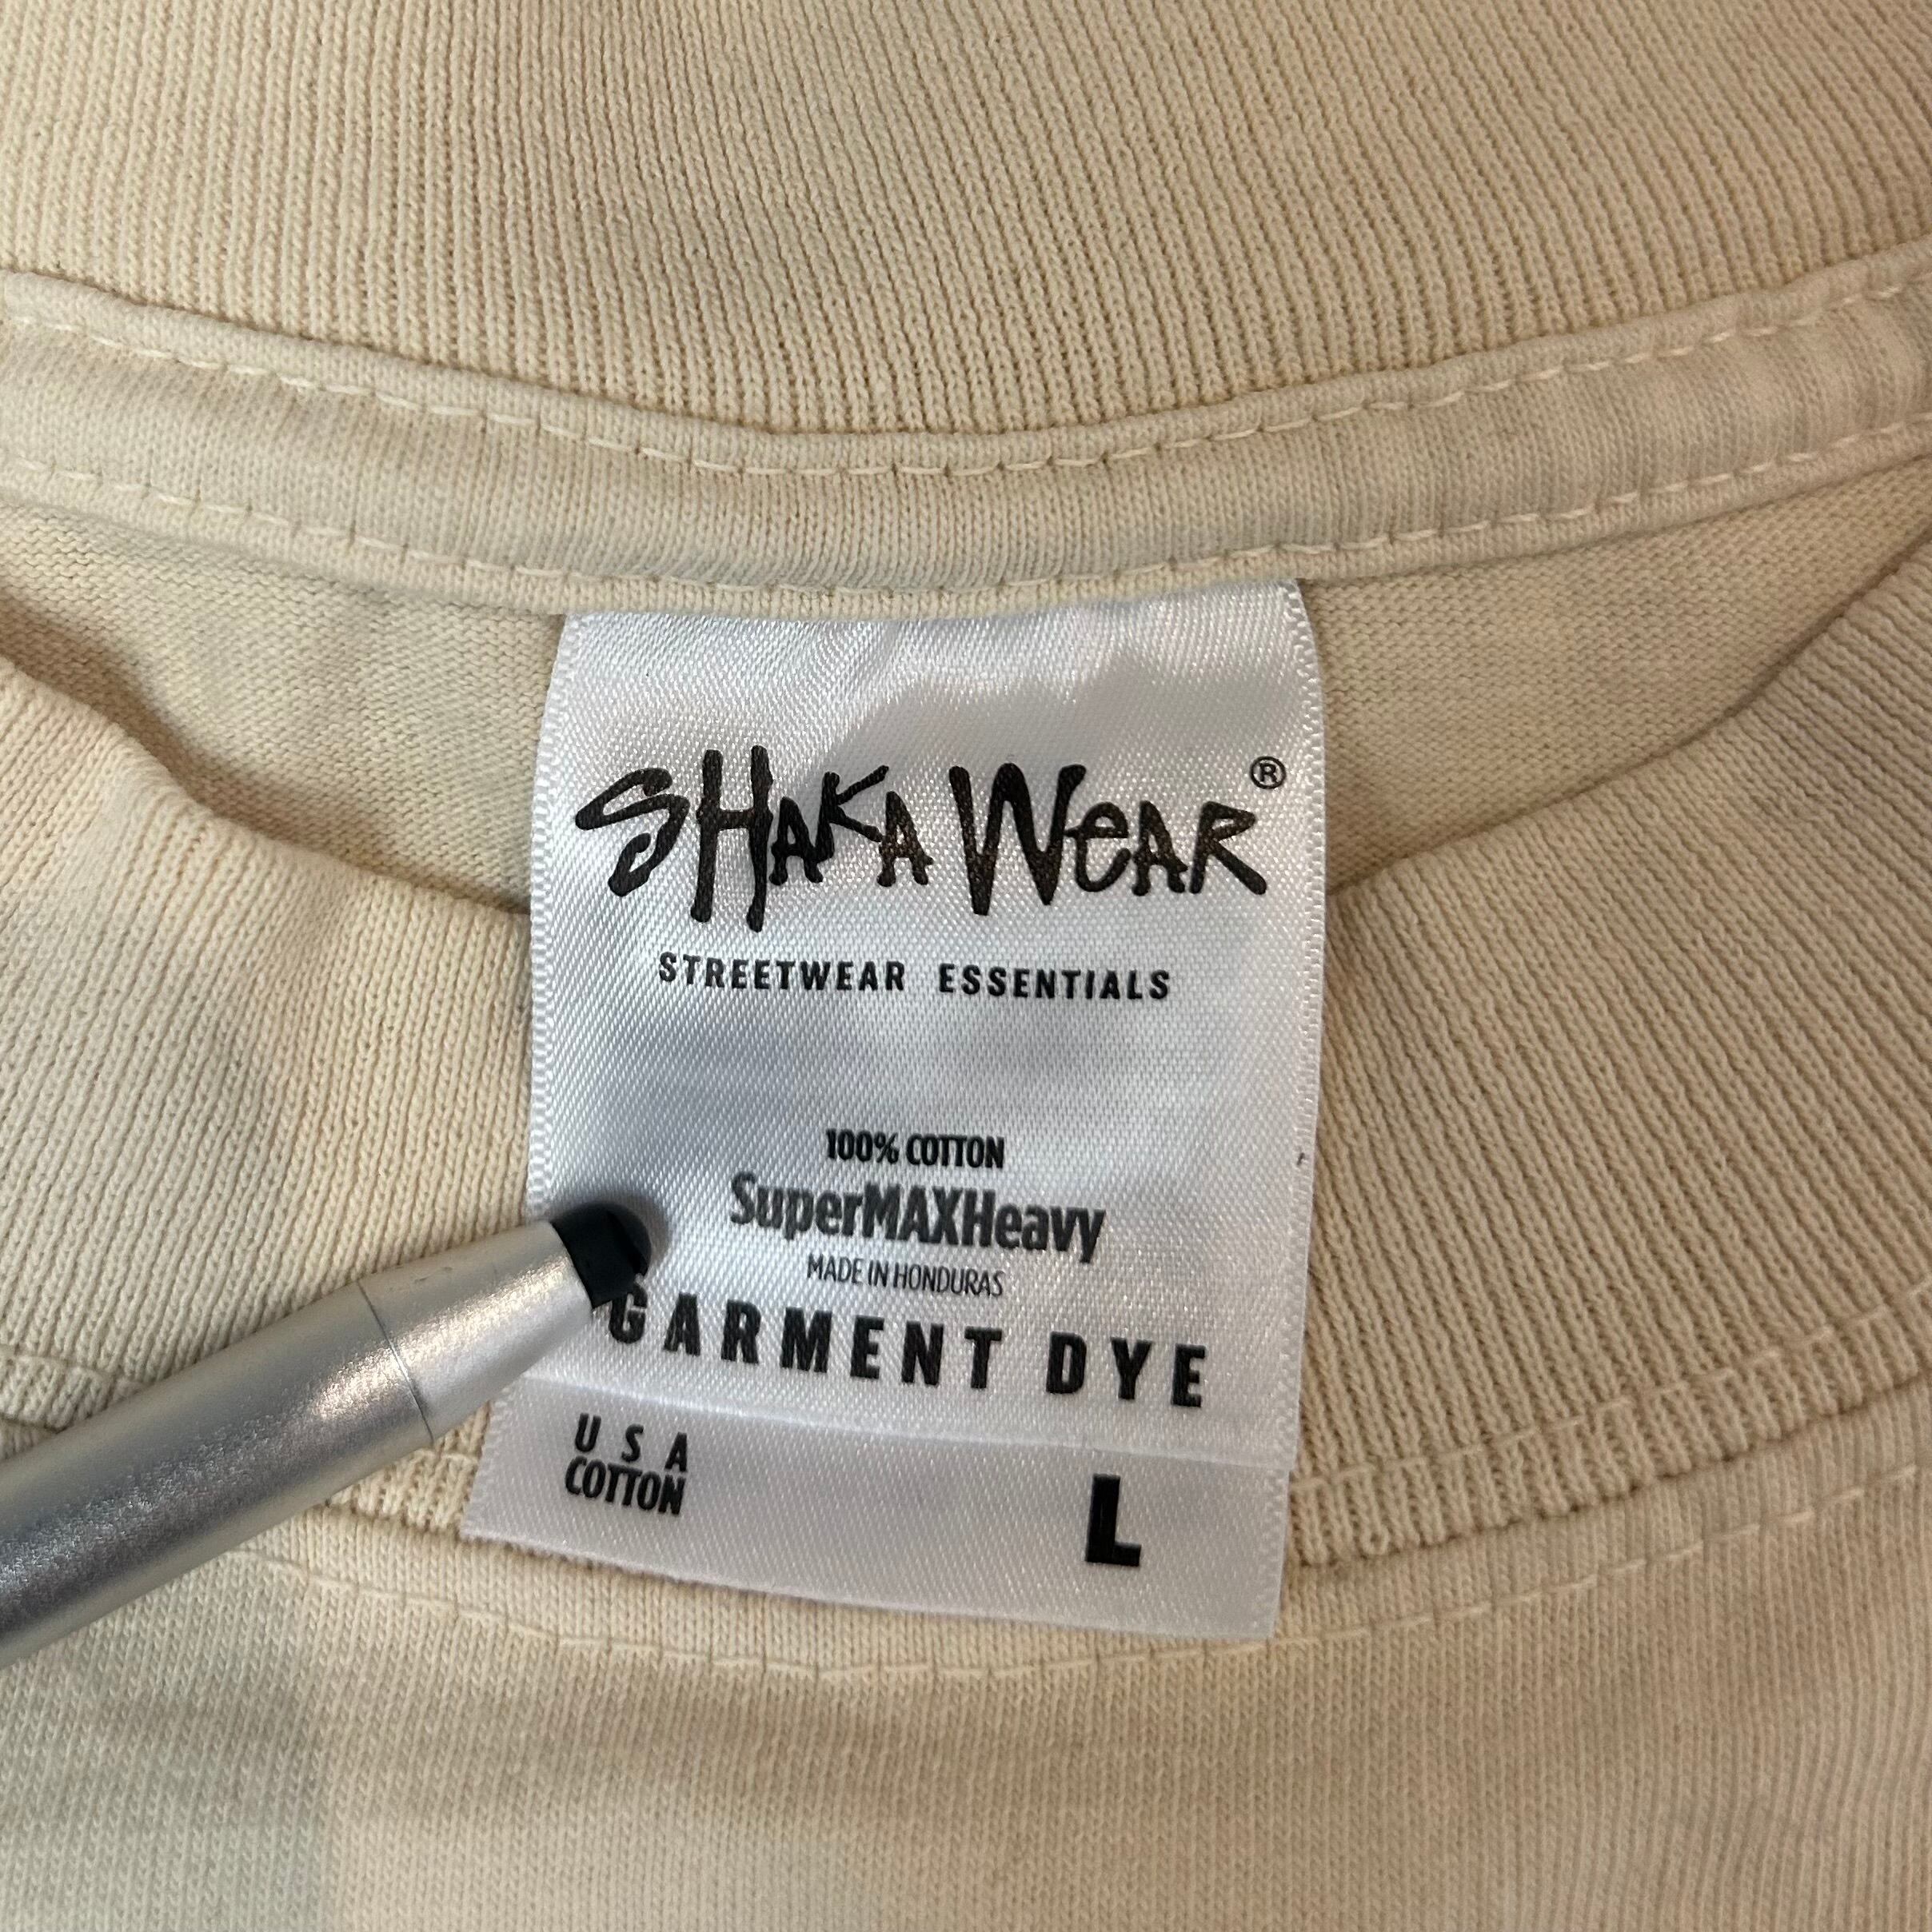 SHAKA WEAR®
STREETWEAR ESSENTIALS
100% COTTON
SuperMAXHeavy
MADE IN HONDURAS
GARMENT DYE
USA
COTTON
L